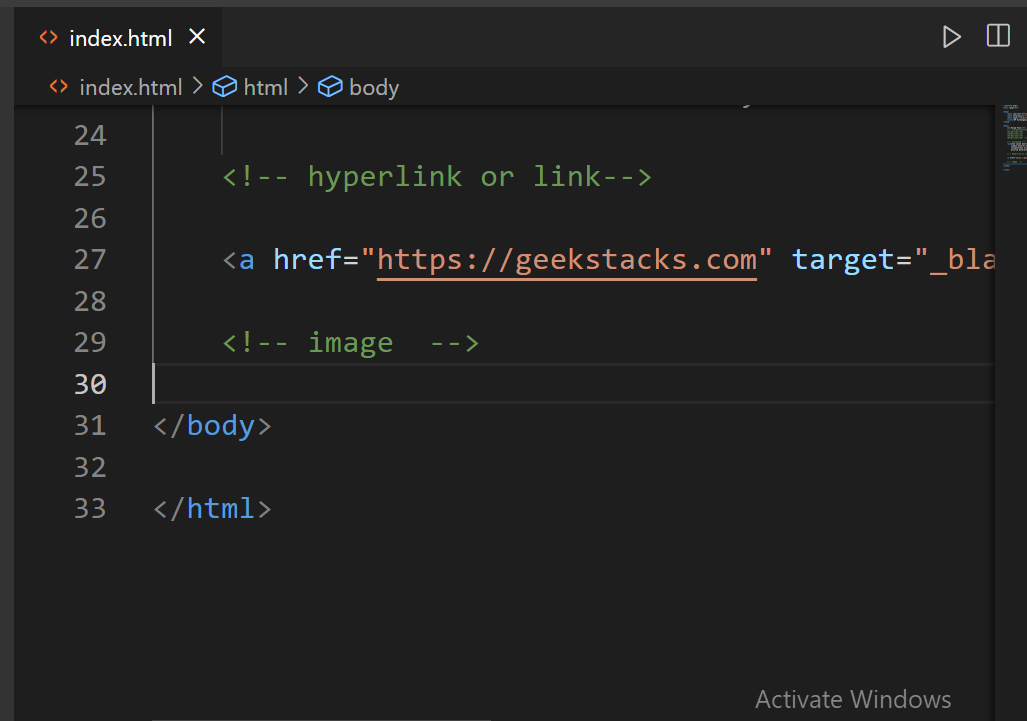 index.html
index.html > html > body
24
25 <!-- hyperlink or link-->
26
27 <a href="https://geekstacks.com" target="_bla
28
29 <!-- image  -->
30
31 </body>
32
33 </html>
Activate Windows